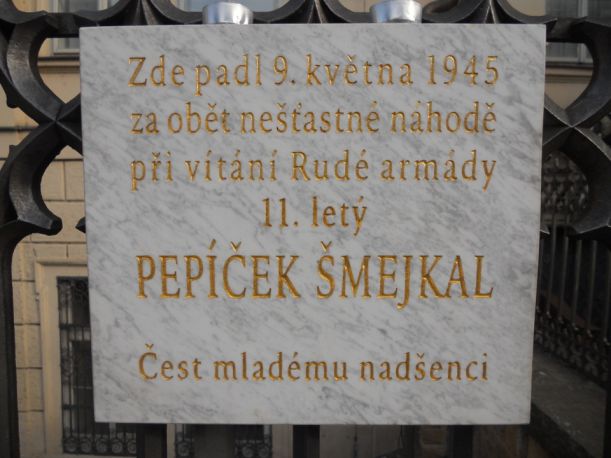 Zde padl 9. května 1945
za obět nešťastné náhodě
při vítání Rudé armády
11. letý
PEPÍČEK ŠMEJKAL
Čest mladému nadšenci